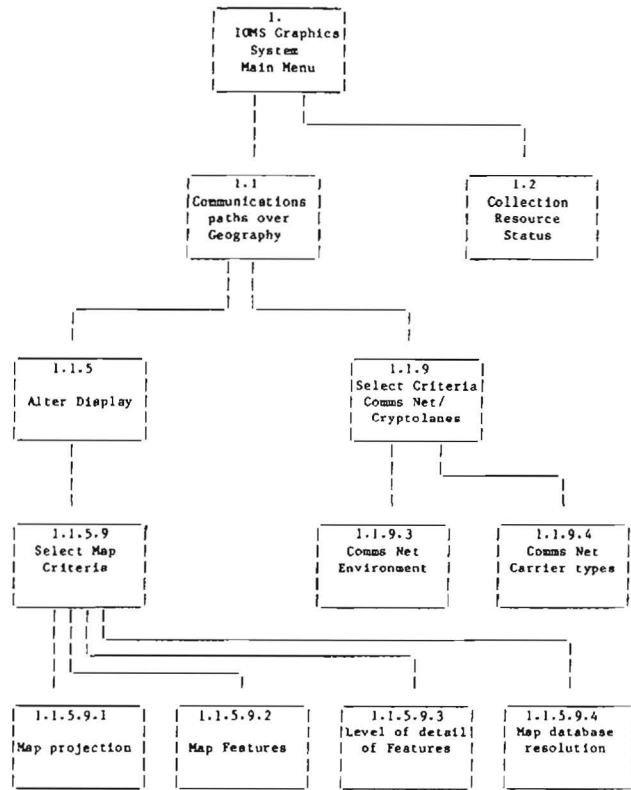 1.
IOMS Graphics
System
Main Menu
1.1
Communications
paths over
Geography
1.2
Collection
Resource
Status
1.1.5
Alter Display
1.1.9
Select Criteria
Comms Net/
Cryptolanes
1.1.5.9
Select Map
Criteria
1.1.9.3
Comms Net
Environment
1.1.9.4
Comms Net
Carrier types
1.1.5.9.1
Map projection
1.1.5.9.2
Map Features
1.1.5.9.3
Level of detail
of Features
1.1.5.9.4
Map database
resolution